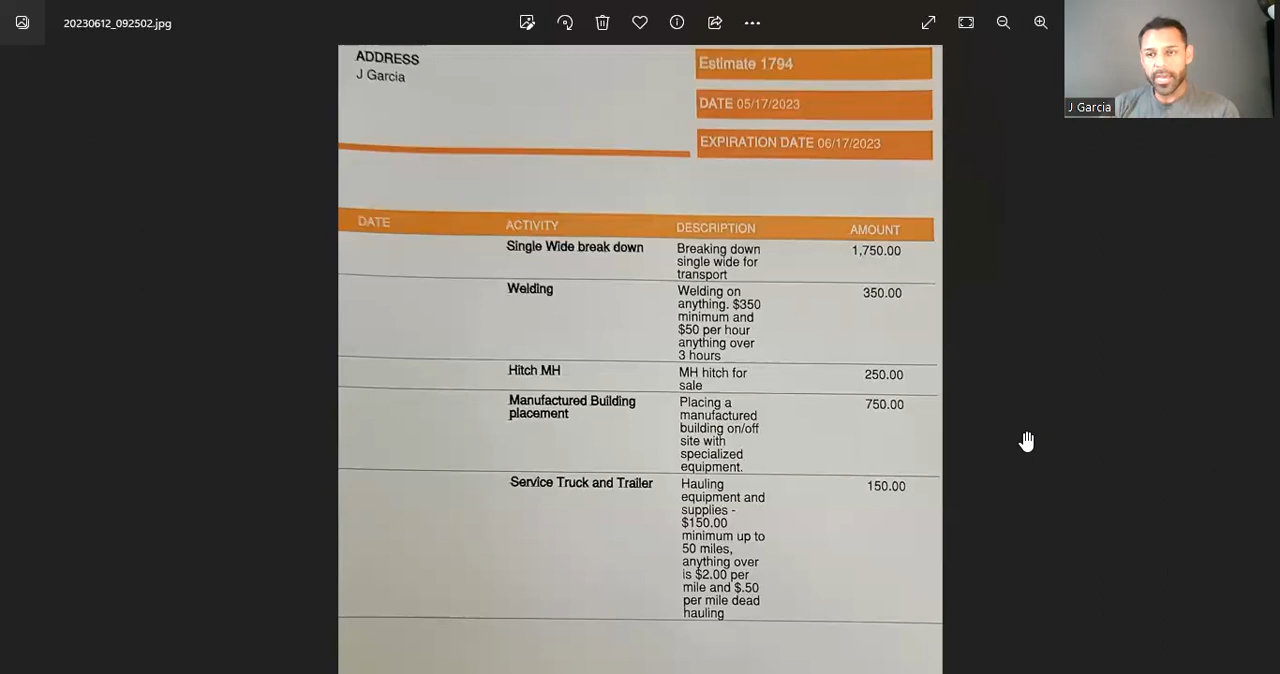 20230612_092502.jpg
J Garcia
ADDRESS
J Garcia
Estimate 1794
DATE 05/17/2023
EXPIRATION DATE 06/17/2023
DATE ACTIVITY DESCRIPTION AMOUNT
Single Wide break down
Breaking down
single wide for
transport
1,750.00
Welding
Welding on
anything. $350
minimum and
$50 per hour
anything over
3 hours
350.00
Hitch MH
MH hitch for
sale
250.00
Manufactured Building
placement
Placing a
manufactured
building on/off
site with
specialized
equipment.
750.00
Service Truck and Trailer
Hauling
equipment and
supplies -
$150.00
minimum up to
50 miles,
anything over
is $2.00 per
mile and $.50
per mile dead
hauling
150.00